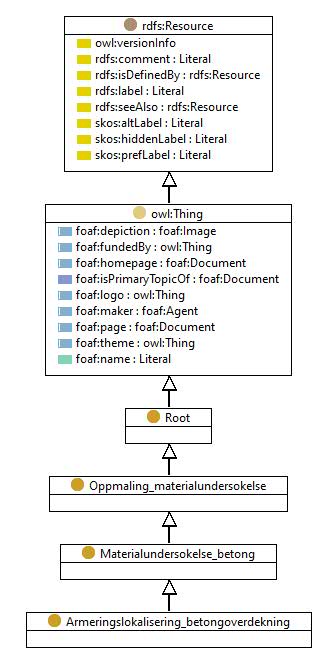 rdfs:Resource
owl:versionInfo
rdfs:comment : Literal
rdfs:isDefinedBy : rdfs:Resource
rdfs:label : Literal
rdfs:seeAlso : rdfs:Resource
skos:altLabel : Literal
skos:hiddenLabel : Literal
skos:prefLabel : Literal
owl:Thing
foaf:depiction : foaf:Image
foaf:fundedBy : owl:Thing
foaf:homepage : foaf:Document
foaf:isPrimaryTopicOf : foaf:Document
foaf:logo : owl:Thing
foaf:maker : foaf:Agent
foaf:page : foaf:Document
foaf:theme : owl:Thing
foaf:name : Literal
Root
Oppmaling_materialundersokelse
Materialundersokelse_betong
Armeringslokalisering_betongoverdekning